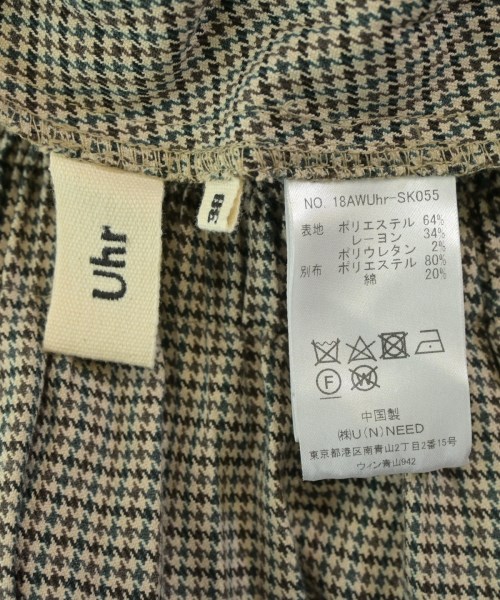 Uhr
38
NO. 18AWUhr-SK055
表地 ポリエステル 64%
レーヨン 34%
ポリウレタン 2%
別布 ポリエステル 80%
綿 20%
F W
中国製
㈱U(N)NEED
東京都港区南青山2丁目2番15号
ウィン青山942